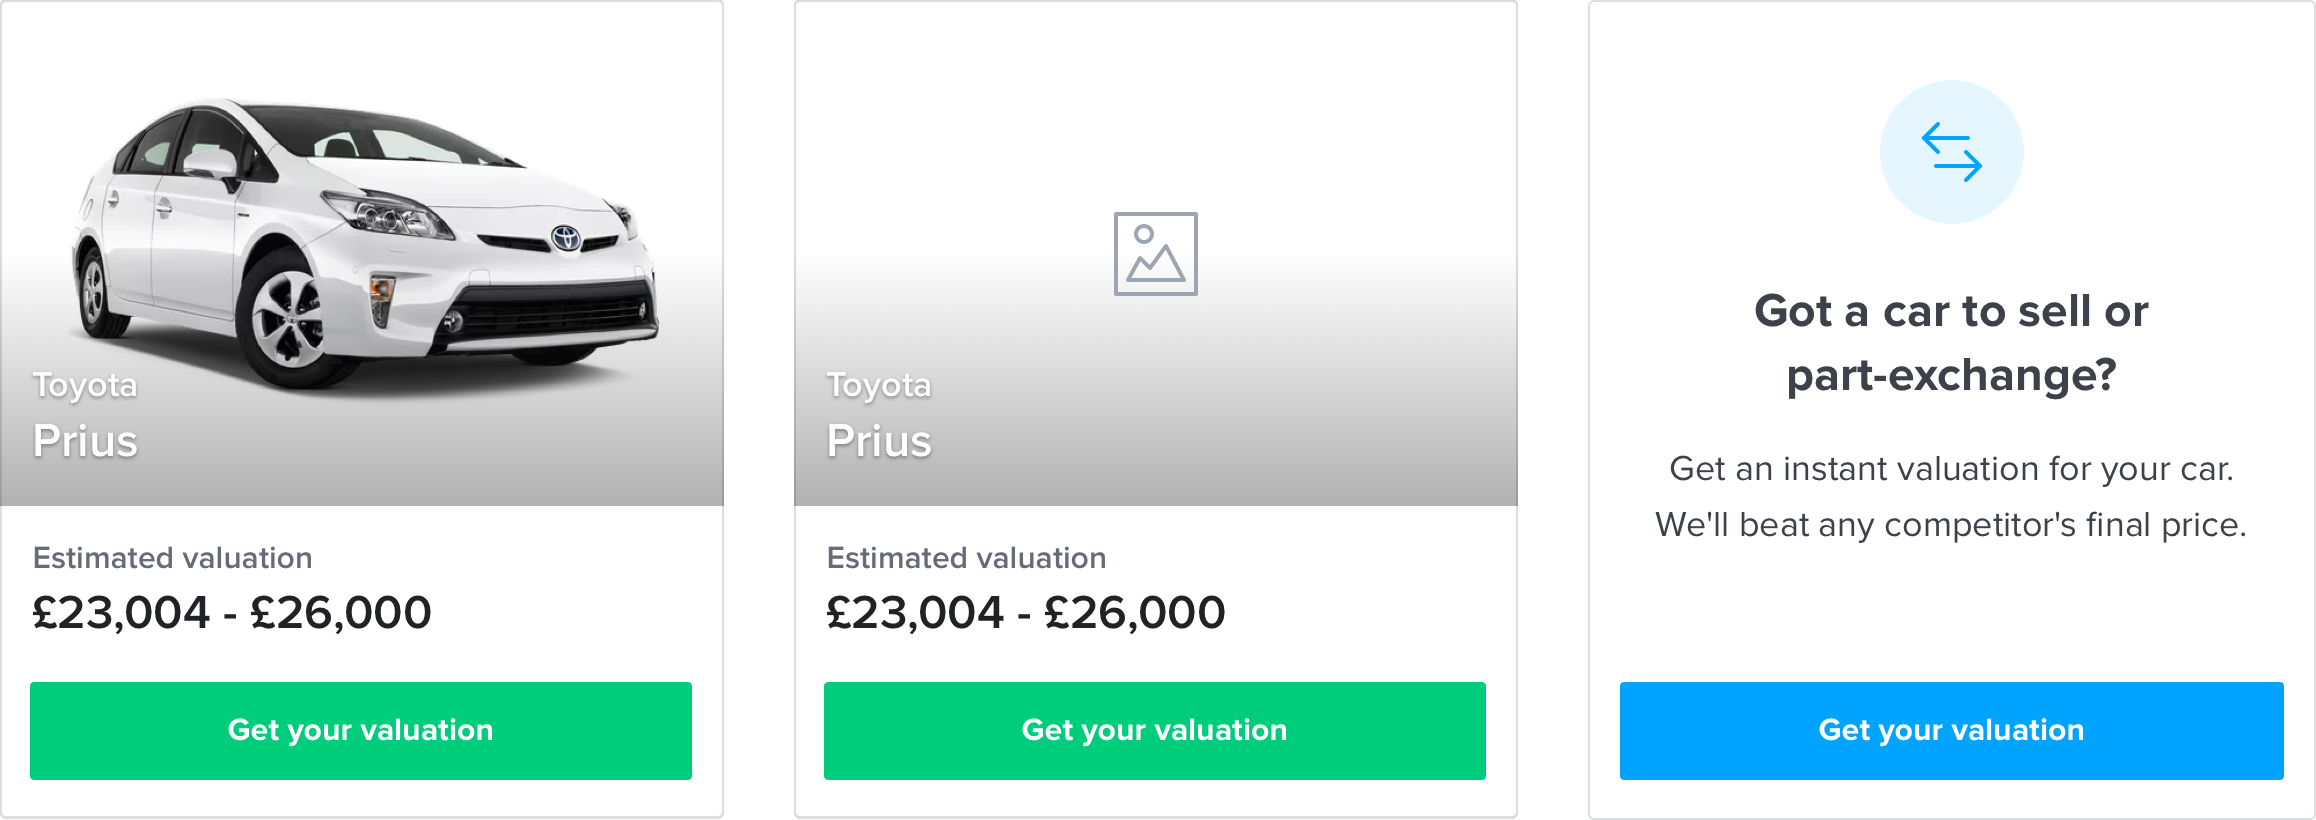 Toyota
Prius
Estimated valuation
£23,004 - £26,000
Get your valuation
Toyota
Prius
Estimated valuation
£23,004 - £26,000
Get your valuation
Got a car to sell or
part-exchange?
Get an instant valuation for your car.
We'll beat any competitor's final price.
Get your valuation